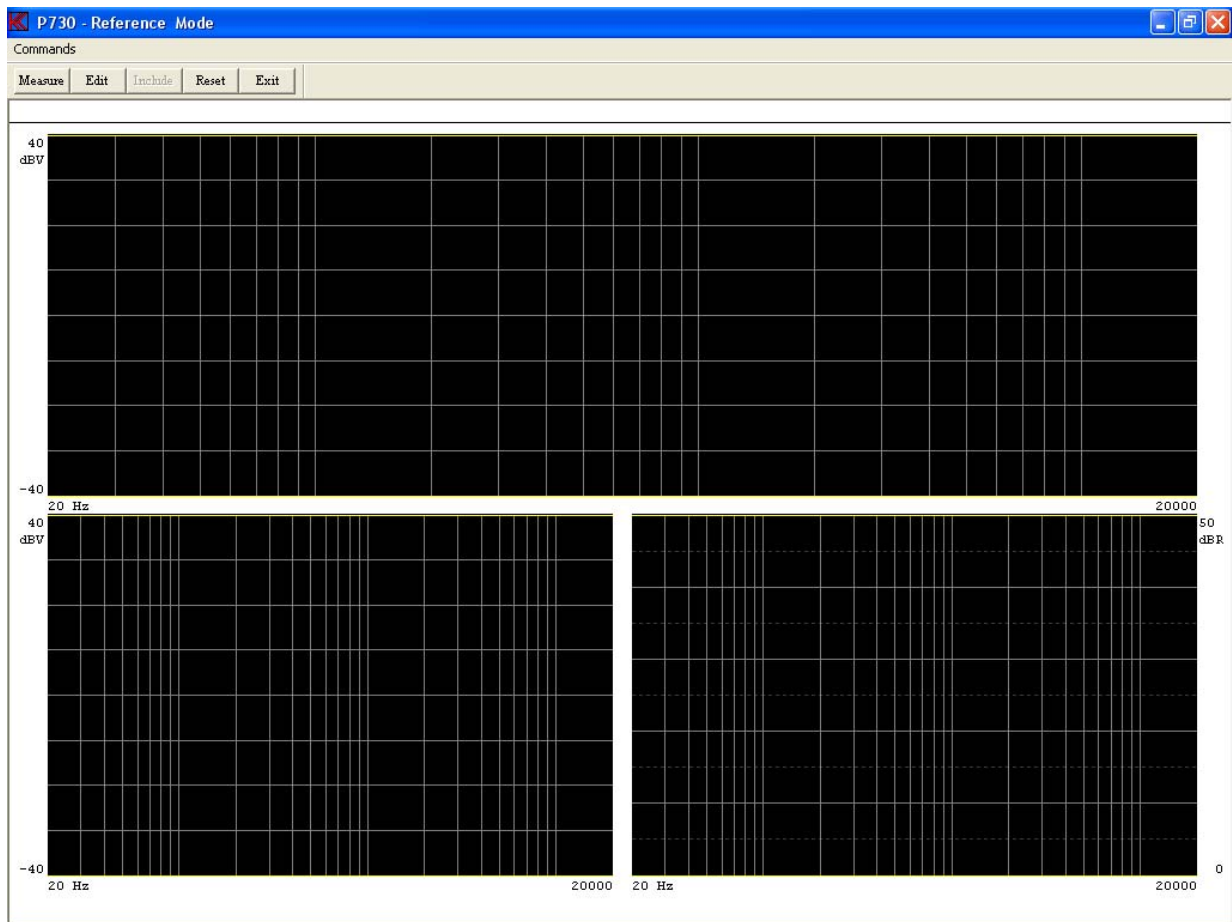 P730 - Reference Mode
Commands
Measure Edit Include Reset Exit
40
dBV
-40
20 Hz 20000
40
dBV
-40
20 Hz 20000
50
dBR
0
20 Hz 20000